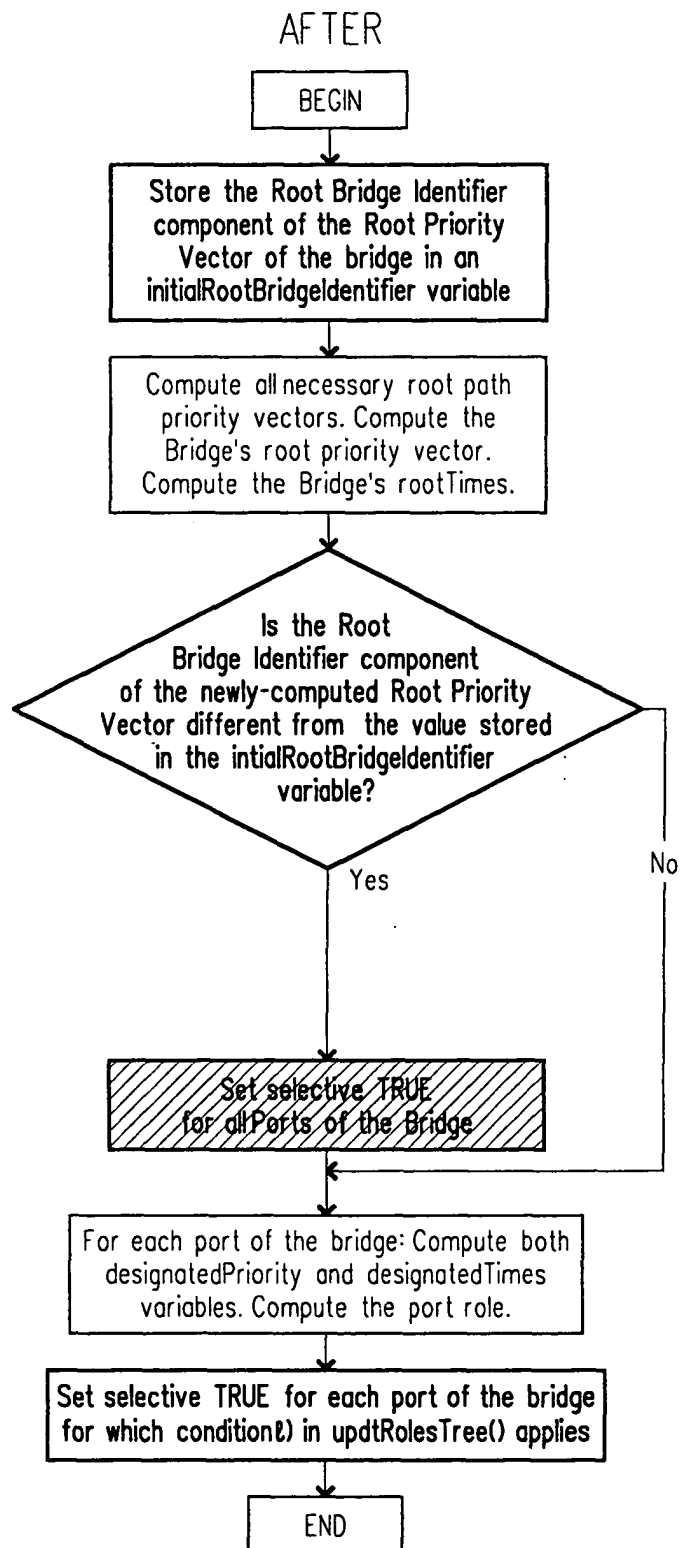 AFTER
BEGIN
Store the Root Bridge Identifier
component of the Root Priority
Vector of the bridge in an
initialRootBridgeIdentifier variable
Compute all necessary root path
priority vectors. Compute the
Bridge's root priority vector.
Compute the Bridge's rootTimes.
Is the Root
Bridge Identifier component
of the newly-computed Root Priority
Vector different from the value stored
in the intialRootBridgeIdentifier
variable?
Yes
No
Set selective TRUE
for all Ports of the Bridge
For each port of the bridge: Compute both
designatedPriority and designatedTimes
variables. Compute the port role.
Set selective TRUE for each port of the bridge
for which condition ℓ) in updtRolesTree() applies
END